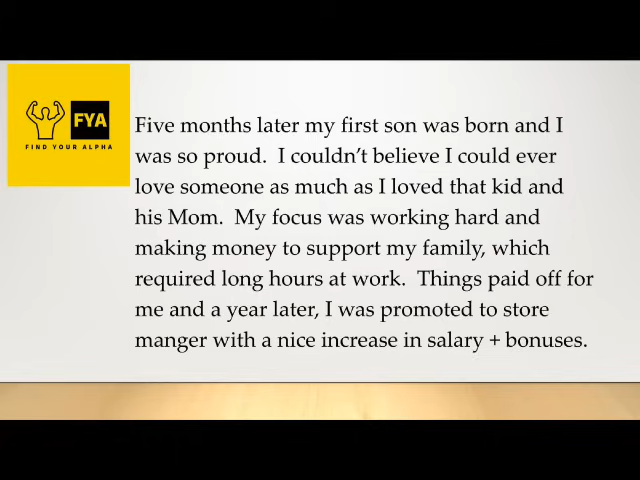 FYA
FIND YOUR ALPHA
Five months later my first son was born and I
was so proud.  I couldn't believe I could ever
love someone as much as I loved that kid and
his Mom.  My focus was working hard and
making money to support my family, which
required long hours at work.  Things paid off for
me and a year later, I was promoted to store
manger with a nice increase in salary + bonuses.